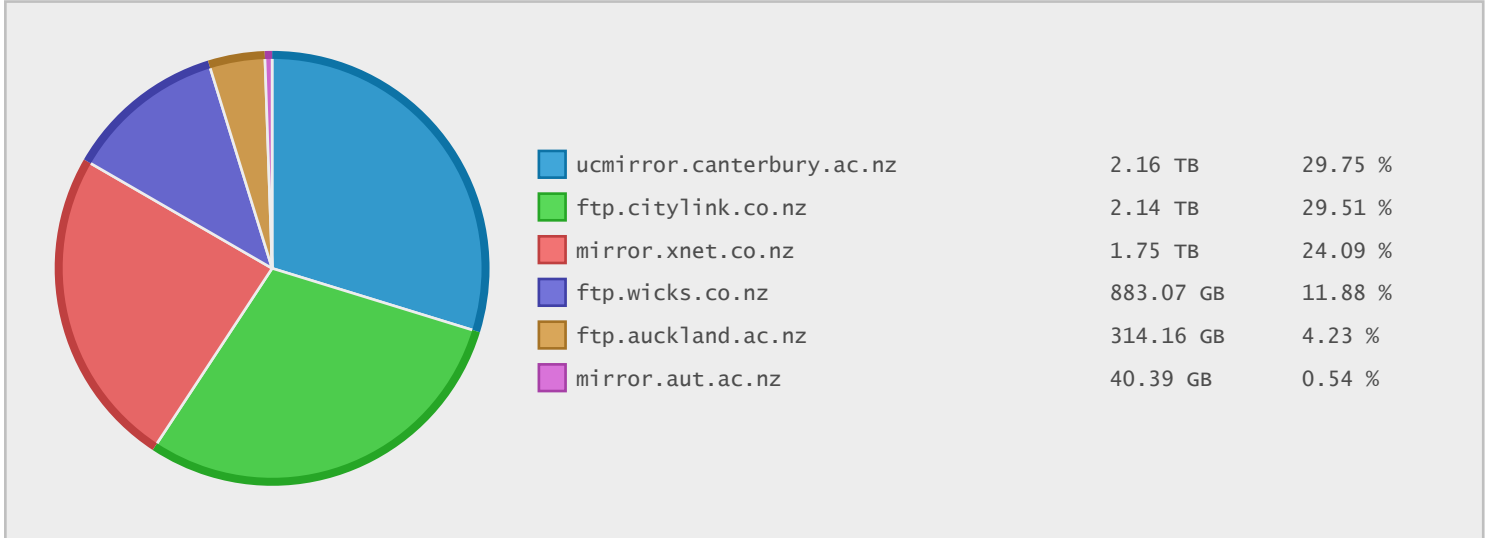 ucmirror.canterbury.ac.nz 2.16 TB 29.75 %
ftp.citylink.co.nz 2.14 TB 29.51 %
mirror.xnet.co.nz 1.75 TB 24.09 %
ftp.wicks.co.nz 883.07 GB 11.88 %
ftp.auckland.ac.nz 314.16 GB 4.23 %
mirror.aut.ac.nz 40.39 GB 0.54 %